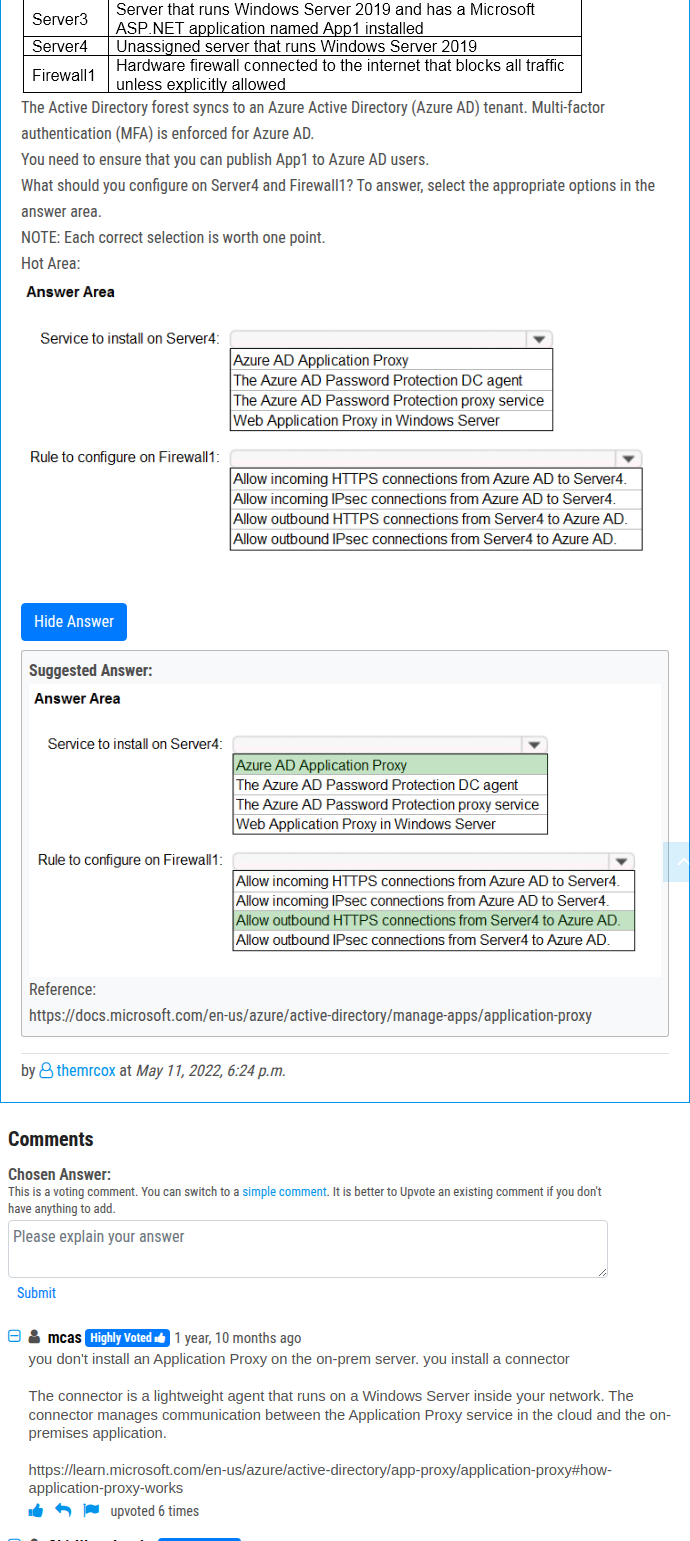 Server3
Server that runs Windows Server 2019 and has a Microsoft
ASP.NET application named App1 installed
Server4
Unassigned server that runs Windows Server 2019
Firewall1
Hardware firewall connected to the internet that blocks all traffic
unless explicitly allowed
The Active Directory forest syncs to an Azure Active Directory (Azure AD) tenant. Multi-factor
authentication (MFA) is enforced for Azure AD.
You need to ensure that you can publish App1 to Azure AD users.
What should you configure on Server4 and Firewall1? To answer, select the appropriate options in the
answer area.
NOTE: Each correct selection is worth one point.
Hot Area:
Answer Area
Service to install on Server4:
Azure AD Application Proxy
The Azure AD Password Protection DC agent
The Azure AD Password Protection proxy service
Web Application Proxy in Windows Server
Rule to configure on Firewall1:
Allow incoming HTTPS connections from Azure AD to Server4.
Allow incoming IPsec connections from Azure AD to Server4.
Allow outbound HTTPS connections from Server4 to Azure AD.
Allow outbound IPsec connections from Server4 to Azure AD.
Hide Answer
Suggested Answer:
Answer Area
Service to install on Server4:
Azure AD Application Proxy
The Azure AD Password Protection DC agent
The Azure AD Password Protection proxy service
Web Application Proxy in Windows Server
Rule to configure on Firewall1:
Allow incoming HTTPS connections from Azure AD to Server4.
Allow incoming IPsec connections from Azure AD to Server4.
Allow outbound HTTPS connections from Server4 to Azure AD.
Allow outbound IPsec connections from Server4 to Azure AD.
Reference:
https://docs.microsoft.com/en-us/azure/active-directory/manage-apps/application-proxy
by themrcox at May 11, 2022, 6:24 p.m.
Comments
Chosen Answer:
This is a voting comment. You can switch to a simple comment. It is better to Upvote an existing comment if you don't
have anything to add.
Please explain your answer
Submit
mcas Highly Voted 1 year, 10 months ago
you don't install an Application Proxy on the on-prem server. you install a connector
The connector is a lightweight agent that runs on a Windows Server inside your network. The
connector manages communication between the Application Proxy service in the cloud and the on-
premises application.
https://learn.microsoft.com/en-us/azure/active-directory/app-proxy/application-proxy#how-
application-proxy-works
upvoted 6 times